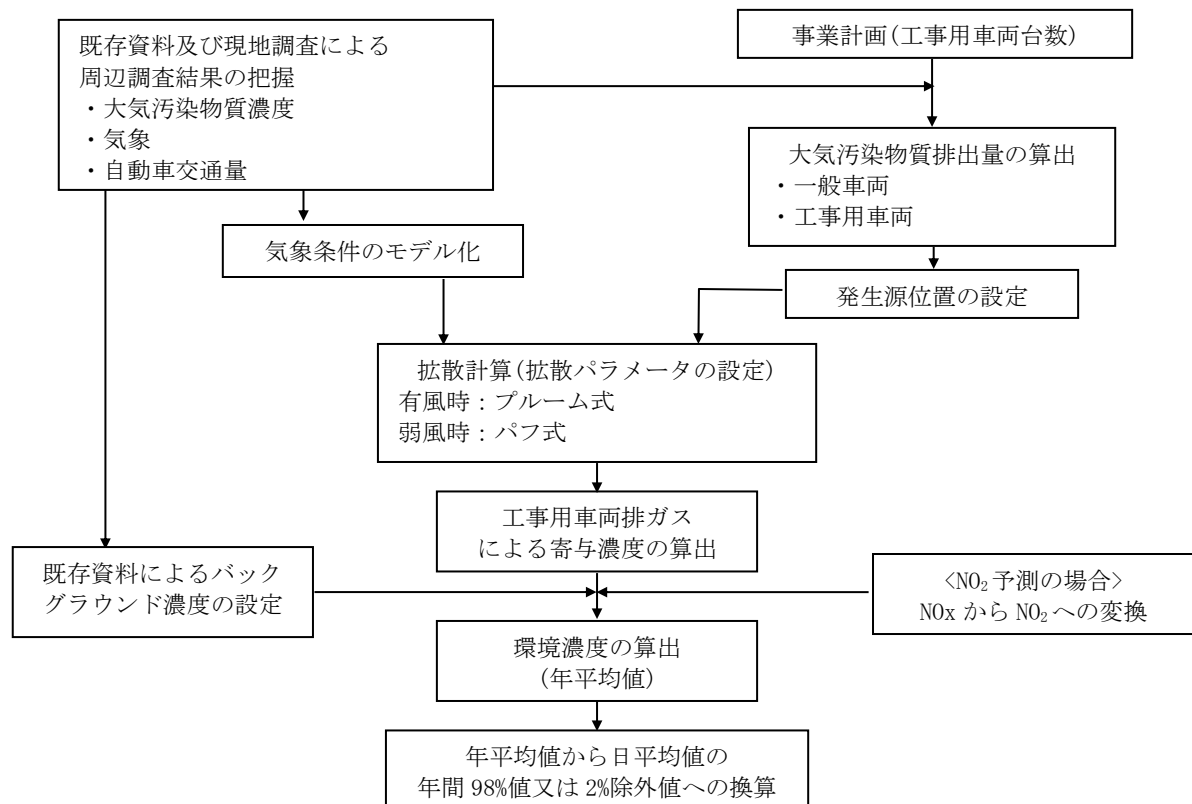 既存資料及び現地調査による
周辺調査結果の把握
・大気汚染物質濃度
・気象
・自動車交通量
事業計画(工事用車両台数)
大気汚染物質排出量の算出
・一般車両
・工事用車両
気象条件のモデル化
発生源位置の設定
拡散計算(拡散パラメータの設定)
有風時：プルーム式
弱風時：パフ式
工事用車両排ガス
による寄与濃度の算出
既存資料によるバック
グラウンド濃度の設定
<NO₂予測の場合>
NOxからNO₂への変換
環境濃度の算出
(年平均値)
年平均値から日平均値の
年間98%値又は2%除外値への換算